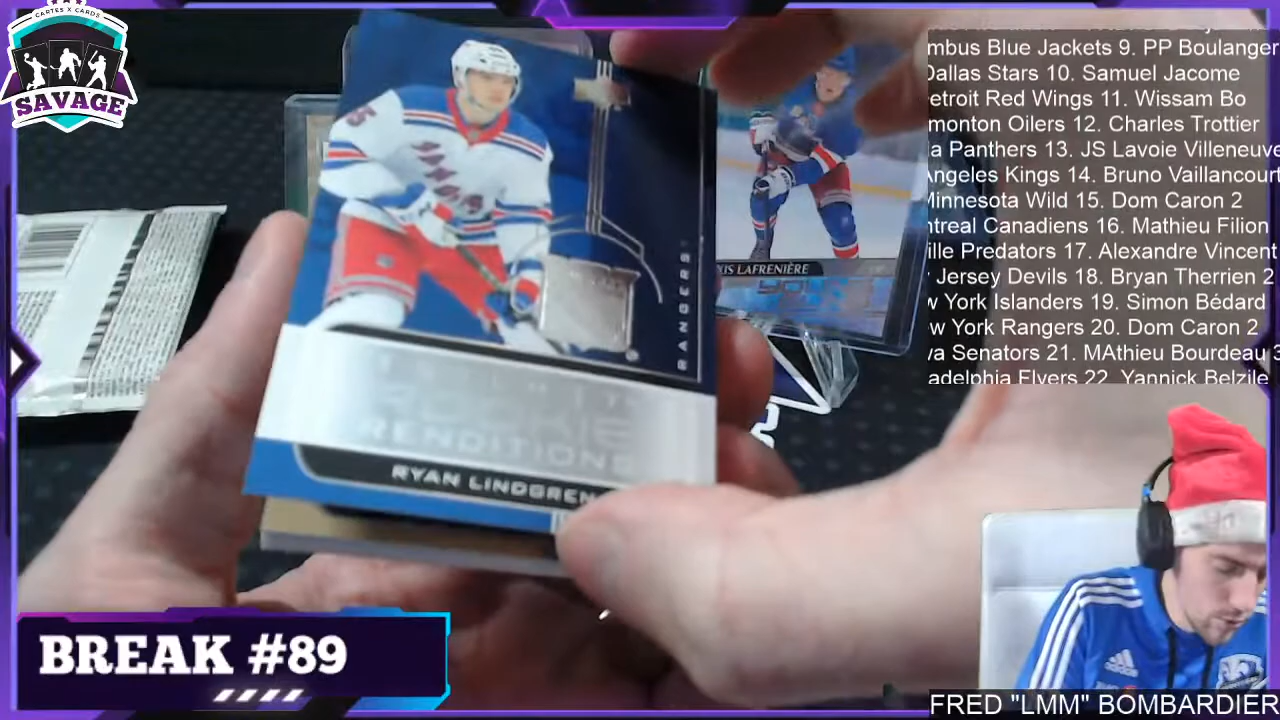 CARTES X CARDS
SAVAGE
RANGERS
ROOKIE
RENDITIONS
RYAN LINDGREN
IS LAFRENIÈRE
mbus Blue Jackets 9. PP Boulanger
Dallas Stars 10. Samuel Jacome
etroit Red Wings 11. Wissam Bo
monton Oilers 12. Charles Trottier
a Panthers 13. JS Lavoie Villeneuve
Angeles Kings 14. Bruno Vaillancourt
Minnesota Wild 15. Dom Caron 2
ntreal Canadiens 16. Mathieu Filion
ille Predators 17. Alexandre Vincent
Jersey Devils 18. Bryan Therrien 2
w York Islanders 19. Simon Bédard
w York Rangers 20. Dom Caron 2
va Senators 21. MAthieu Bourdeau 3
adelphia Flyers 22. Yannick Belzile
BREAK #89
adidas
FRED "LMM" BOMBARDIER